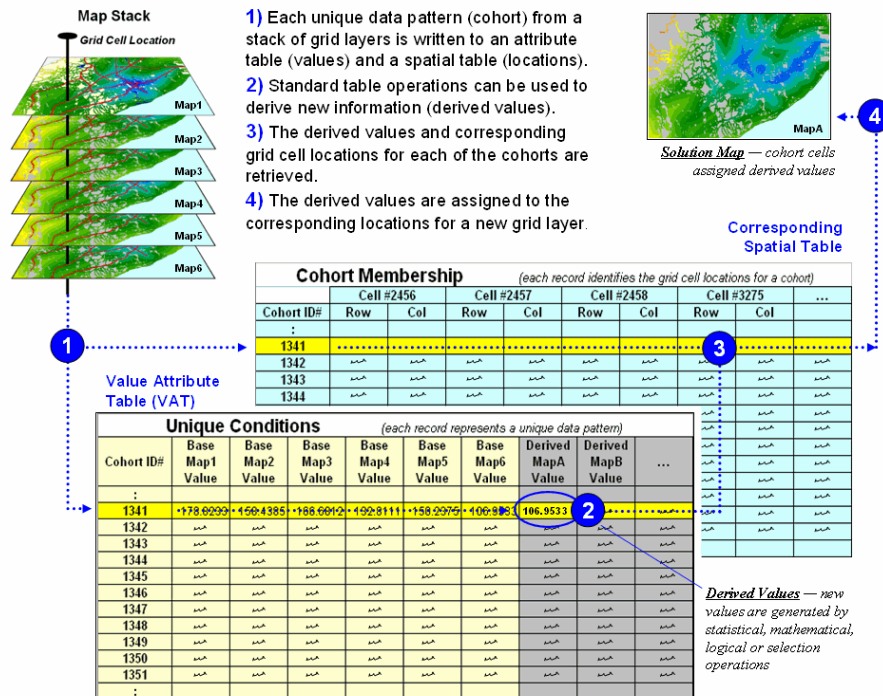 Map Stack
Grid Cell Location
Map1
Map2
Map3
Map4
Map5
Map6
1) Each unique data pattern (cohort) from a
stack of grid layers is written to an attribute
table (values) and a spatial table (locations).
2) Standard table operations can be used to
derive new information (derived values).
3) The derived values and corresponding
grid cell locations for each of the cohorts are
retrieved.
4) The derived values are assigned to the
corresponding locations for a new grid layer.
MapA
4
Solution Map — cohort cells
assigned derived values
Corresponding
Spatial Table
Cohort Membership (each record identifies the grid cell locations for a cohort)
Cell #2456 Cell #2457 Cell #2458 Cell #3275 ...
Cohort ID# Row Col Row Col Row Col Row Col
:
1341
1342
1343
1344
1
3
Value Attribute
Table (VAT)
Unique Conditions (each record represents a unique data pattern)
Cohort ID# Base Base Base Base Base Base Derived Derived ...
Map1 Map2 Map3 Map4 Map5 Map6 MapA MapB
Value Value Value Value Value Value Value Value
:
1341 106.9533
2
1342
1343
1344
1345
1346
1347
1348
1349
1350
1351
:
Derived Values — new
values are generated by
statistical, mathematical,
logical or selection
operations